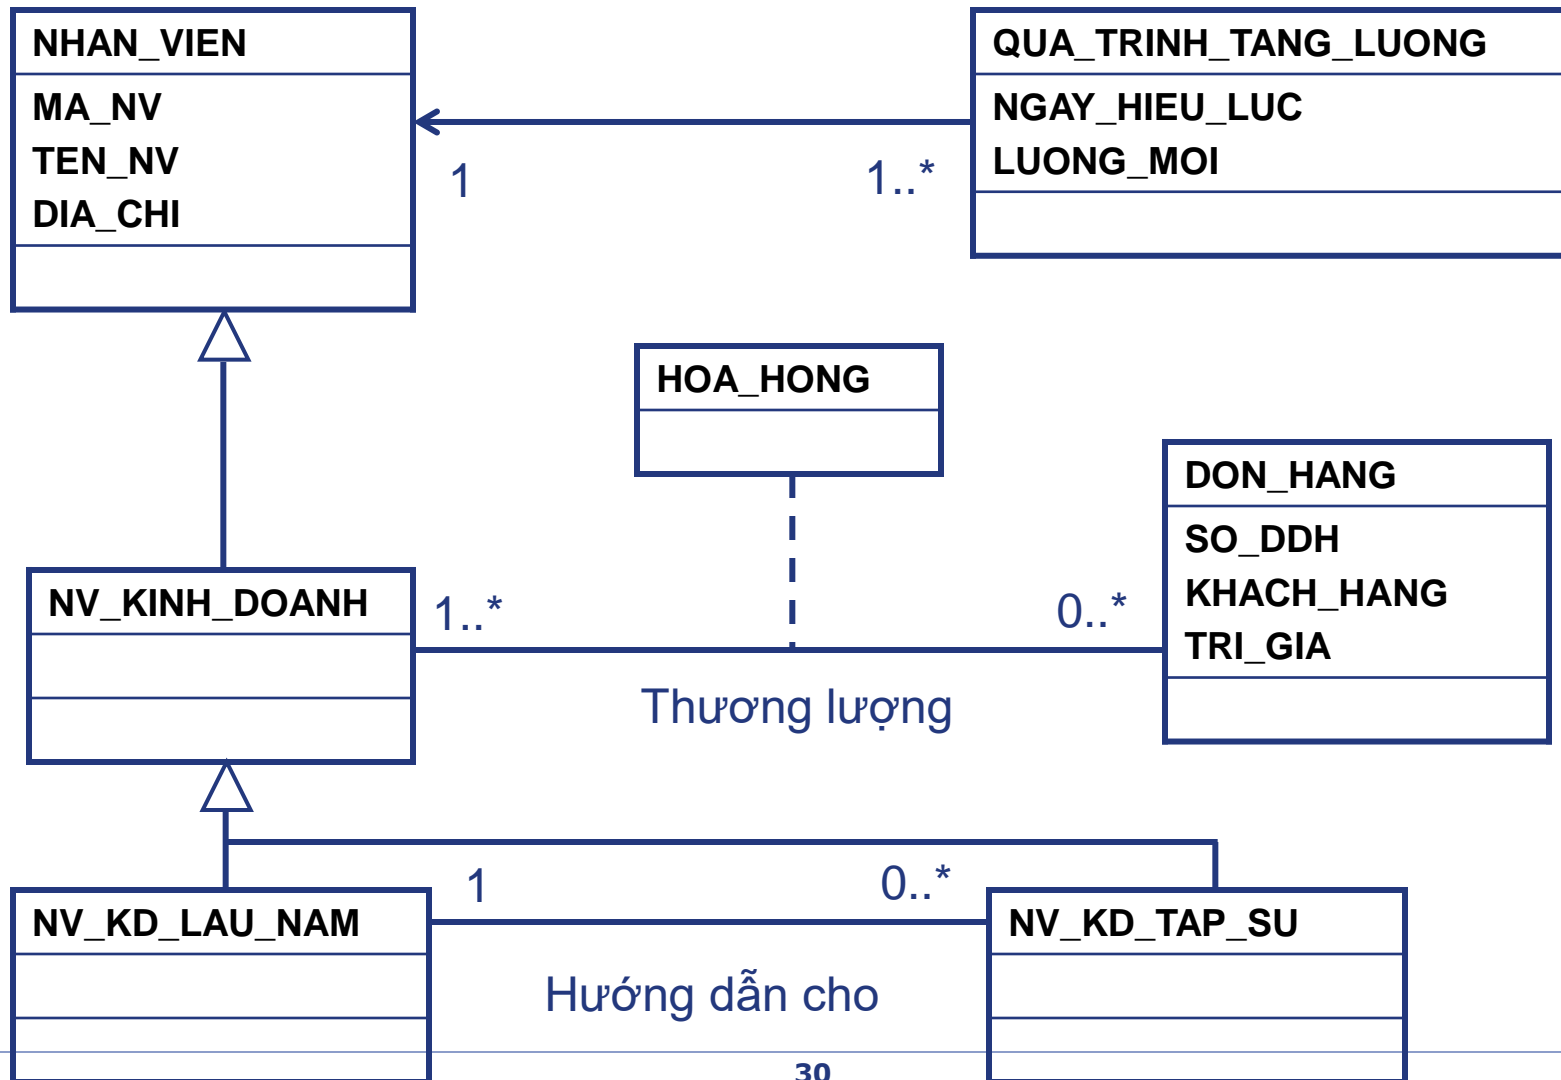 NHAN_VIEN
MA_NV
TEN_NV
DIA_CHI
QUA_TRINH_TANG_LUONG
NGAY_HIEU_LUC
LUONG_MOI
1
1..*
HOA_HONG
DON_HANG
SO_DDH
KHACH_HANG
TRI_GIA
NV_KINH_DOANH
1..*
0..*
Thương lượng
1
0..*
NV_KD_LAU_NAM
NV_KD_TAP_SU
Hướng dẫn cho
30